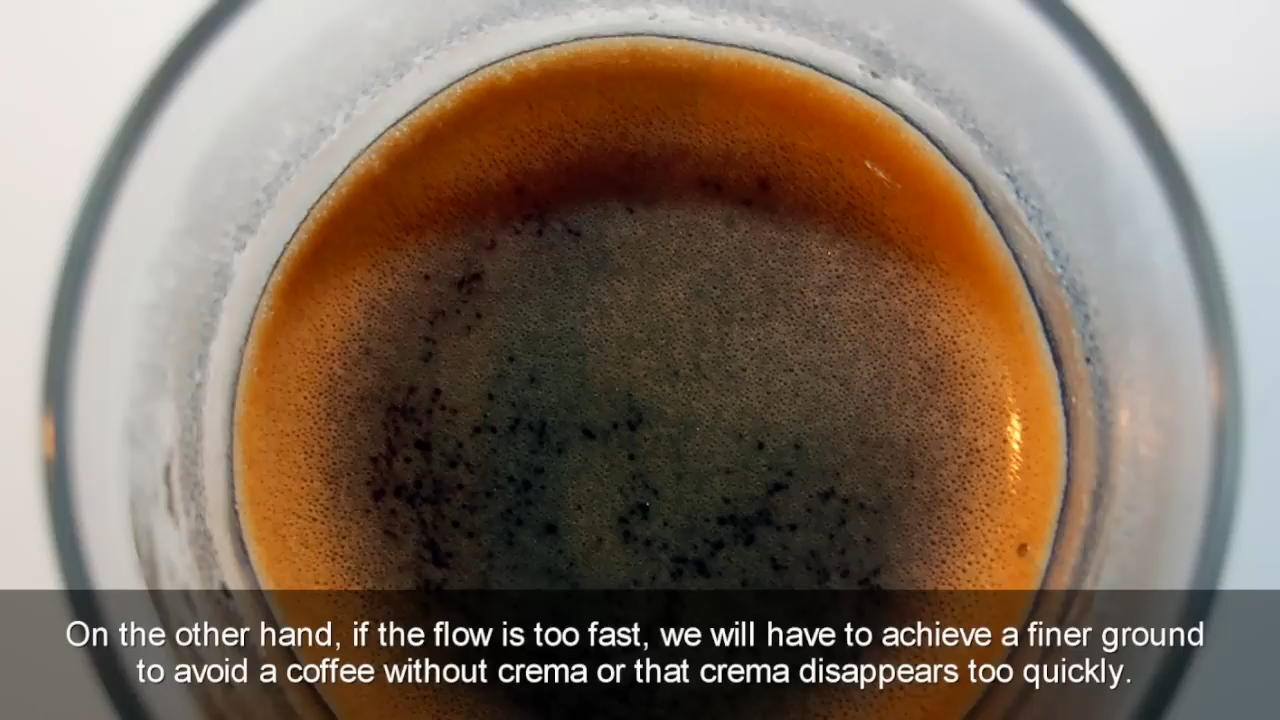 On the other hand, if the flow is too fast, we will have to achieve a finer ground
to avoid a coffee without crema or that crema disappears too quickly.